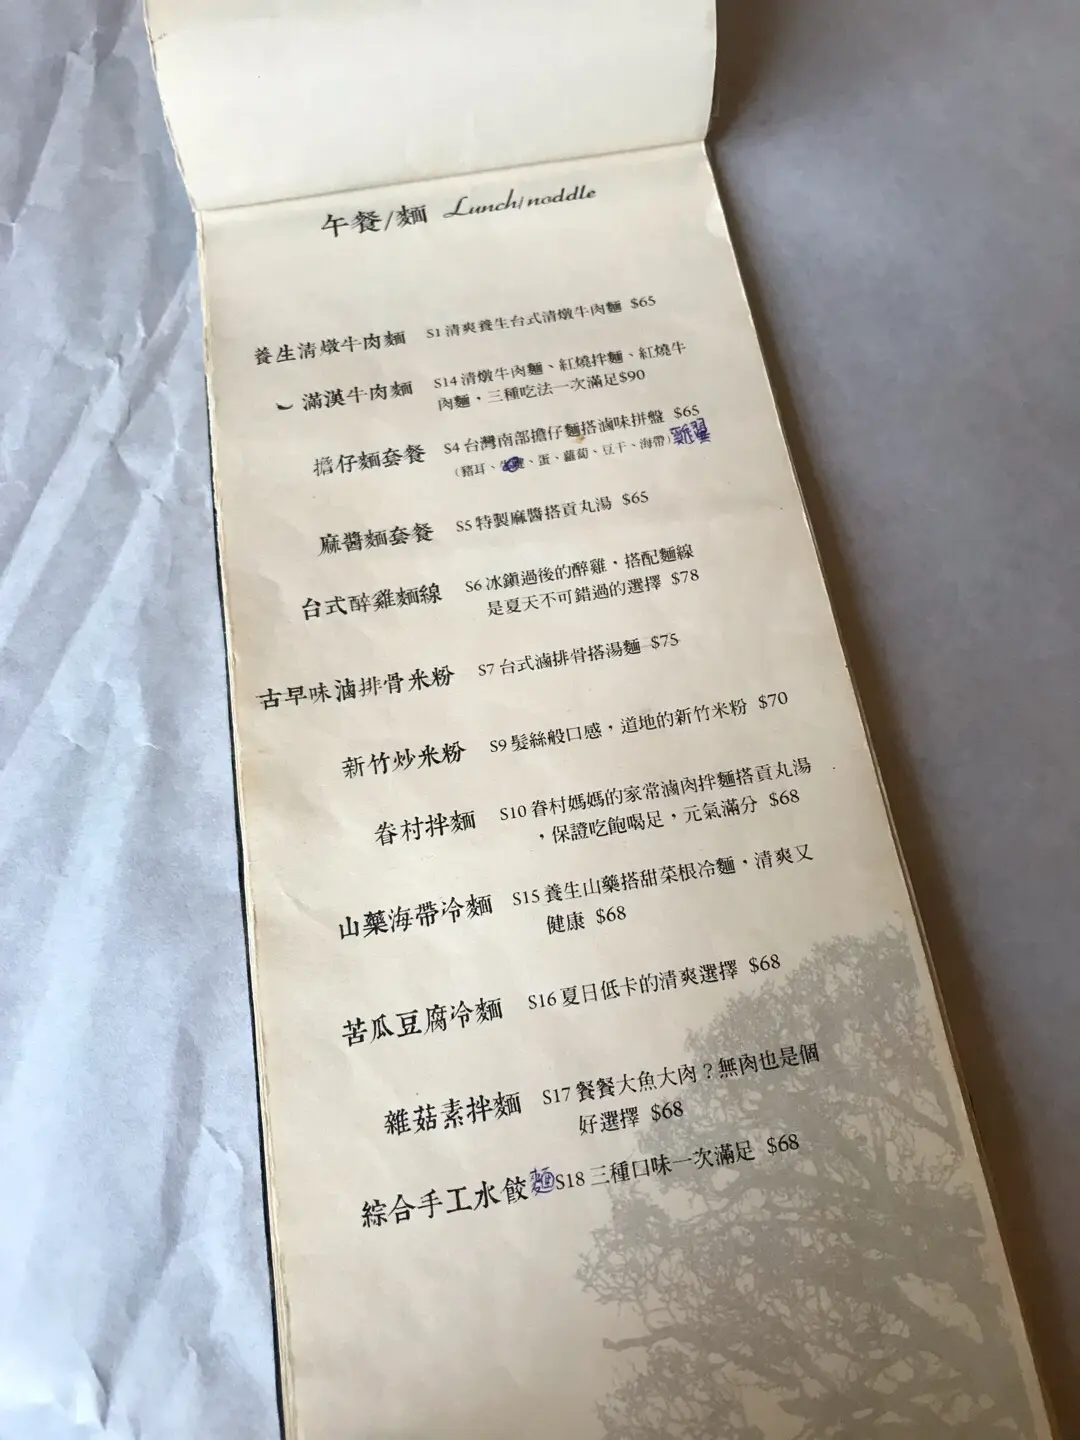 午餐/麵 Lunch/noddle
養生清燉牛肉麵 S1 清爽養生台式清燉牛肉麵 $65
滿漢牛肉麵 S14 清燉牛肉麵、紅燒拌麵、紅燒牛
肉麵，三種吃法一次滿足$90
擔仔麵套餐 S4 台灣南部擔仔麵搭滷味拼盤 $65
(豬耳、、蛋、蘿蔔、豆干、海帶) 雞翼
麻醬麵套餐 S5 特製麻醬搭貢丸湯 $65
台式醉雞麵線 S6 冰鎮過後的醉雞，搭配麵線
是夏天不可錯過的選擇 $78
古早味滷排骨米粉 S7 台式滷排骨搭湯麵 $75
新竹炒米粉 S9 髮絲般口感，道地的新竹米粉 $70
眷村拌麵 S10 眷村媽媽的家常滷肉拌麵搭貢丸湯
，保證吃飽喝足，元氣滿分 $68
山藥海帶冷麵 S15 養生山藥搭甜菜根冷麵，清爽又
健康 $68
苦瓜豆腐冷麵 S16 夏日低卡的清爽選擇 $68
雜菇素拌麵 S17 餐餐大魚大肉？無肉也是個
好選擇 $68
綜合手工水餃麵 S18 三種口味一次滿足 $68